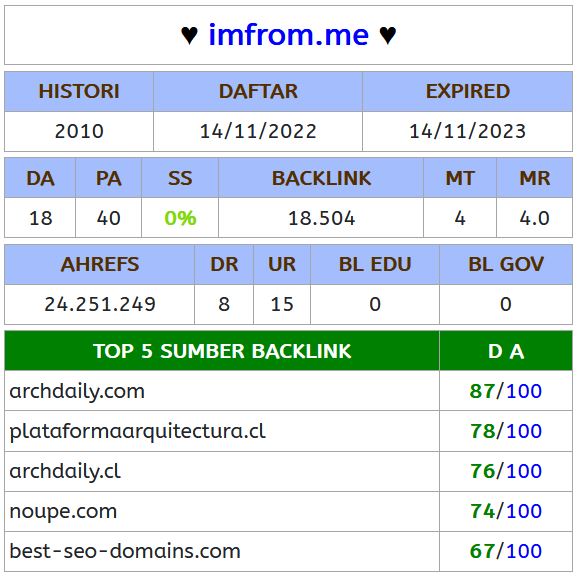 ♥ imfrom.me ♥
HISTORI DAFTAR EXPIRED
2010 14/11/2022 14/11/2023
DA PA SS BACKLINK MT MR
18 40 0% 18.504 4 4.0
AHREFS DR UR BL EDU BL GOV
24.251.249 8 15 0 0
TOP 5 SUMBER BACKLINK D A
archdaily.com 87/100
plataformaarquitectura.cl 78/100
archdaily.cl 76/100
noupe.com 74/100
best-seo-domains.com 67/100